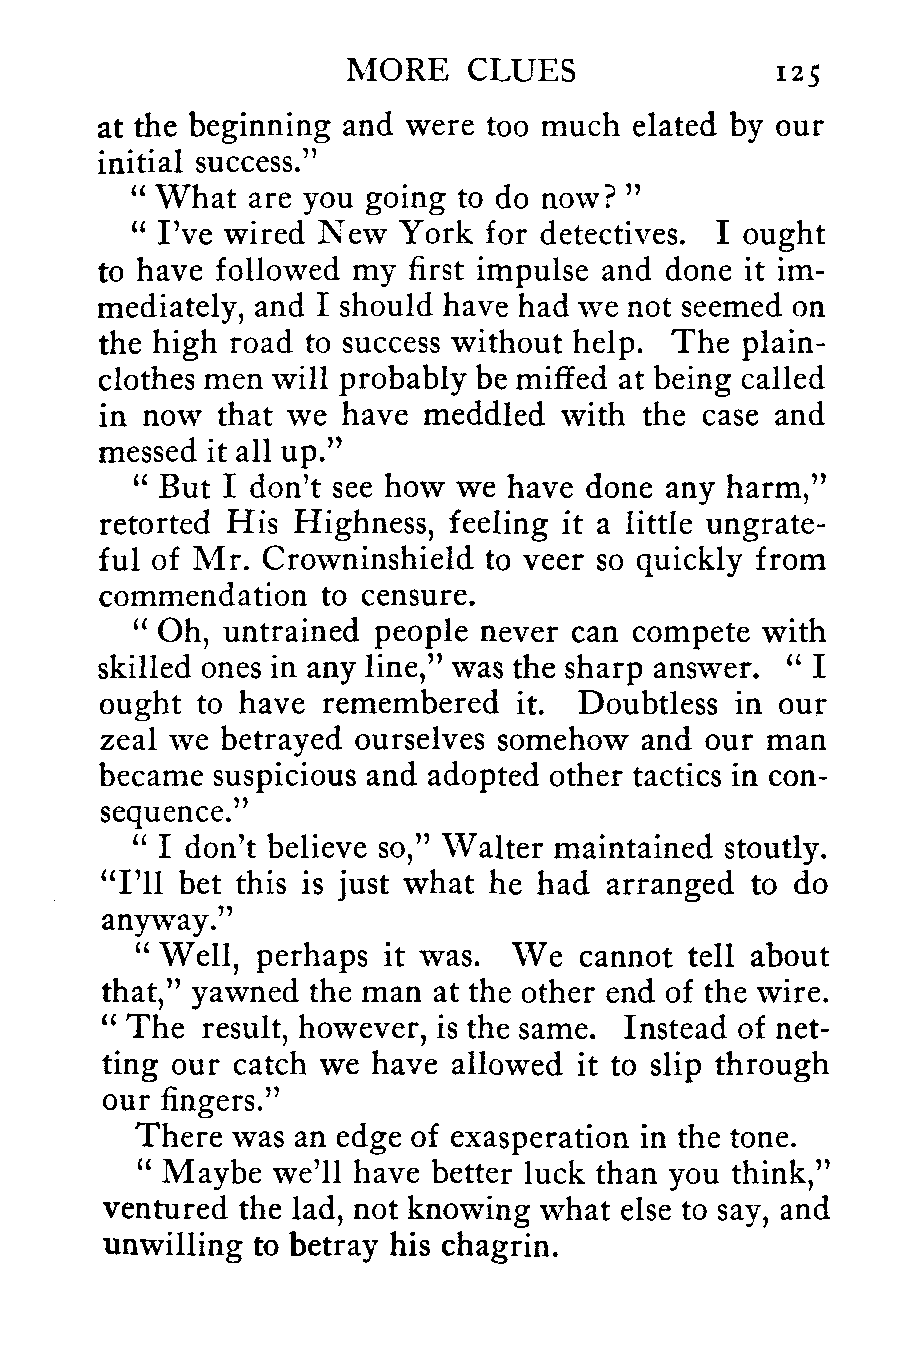 MORE CLUES 125
at the beginning and were too much elated by our
initial success."
" What are you going to do now? "
" I've wired New York for detectives. I ought
to have followed my first impulse and done it im-
mediately, and I should have had we not seemed on
the high road to success without help. The plain-
clothes men will probably be miffed at being called
in now that we have meddled with the case and
messed it all up."
" But I don't see how we have done any harm,"
retorted His Highness, feeling it a little ungrate-
ful of Mr. Crowninshield to veer so quickly from
commendation to censure.
" Oh, untrained people never can compete with
skilled ones in any line," was the sharp answer. " I
ought to have remembered it. Doubtless in our
zeal we betrayed ourselves somehow and our man
became suspicious and adopted other tactics in con-
sequence."
" I don't believe so," Walter maintained stoutly.
"I'll bet this is just what he had arranged to do
anyway."
" Well, perhaps it was. We cannot tell about
that," yawned the man at the other end of the wire.
" The result, however, is the same. Instead of net-
ting our catch we have allowed it to slip through
our fingers."
There was an edge of exasperation in the tone.
" Maybe we'll have better luck than you think,"
ventured the lad, not knowing what else to say, and
unwilling to betray his chagrin.